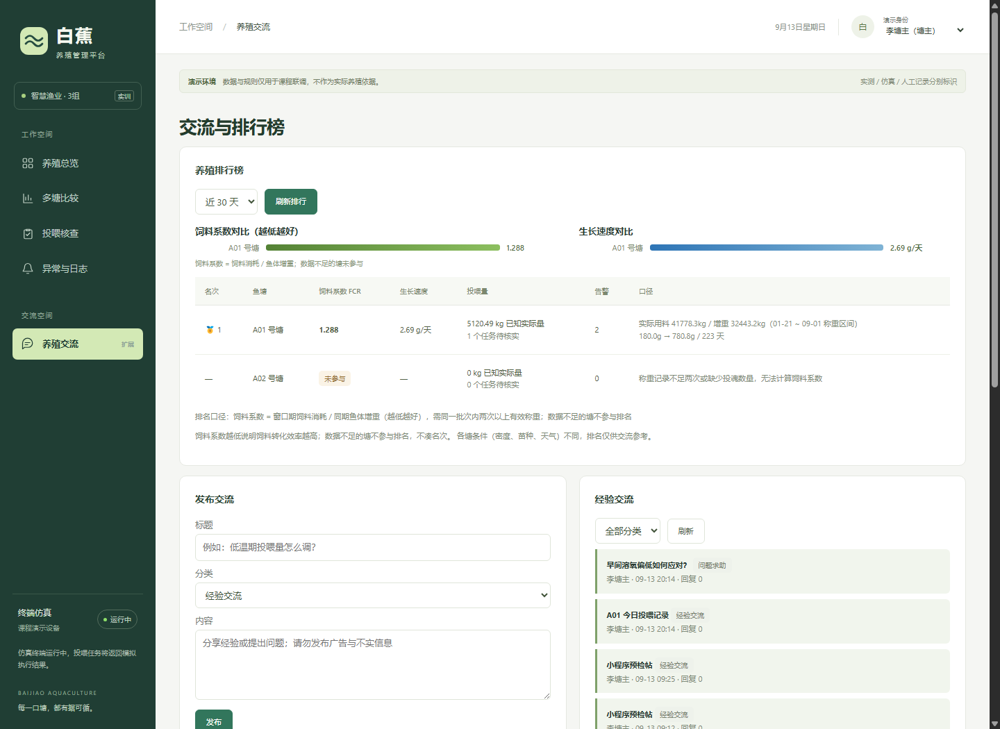 白蕉
养殖管理平台
智慧渔业 · 3组 实训
工作空间
养殖总览
多塘比较
投喂核查
异常与日志
交流空间
养殖交流 扩展
终端仿真
课程演示设备
运行中
仿真终端运行中，投喂任务将返回模拟
执行结果。
BAIJIAO AQUACULTURE
每一口塘，都有据可循。
工作空间 / 养殖交流
9月13日星期日
白
演示身份
李塘主（塘主）
演示环境 数据与规则仅用于课程联调，不作为实际养殖依据。
实测 / 仿真 / 人工记录分别标识
交流与排行榜
养殖排行榜
近 30 天
刷新排行
饲料系数对比（越低越好）
A01 号塘 1.288
饲料系数 = 饲料消耗 / 鱼体增重；数据不足的塘未参与
生长速度对比
A01 号塘 2.69 g/天
名次 鱼塘 饲料系数 FCR 生长速度 投喂量 告警 口径
1 A01 号塘 1.288 2.69 g/天 5120.49 kg 已知实际量 2 实际用料 41778.3kg / 增重 32443.2kg（01-21 ~ 09-01 称重区间）
1 个任务待核实 180.0g → 780.8g / 223 天
— A02 号塘 未参与 — 0 kg 已知实际量 0 称重记录不足两次或缺少投魂数量，无法计算饲料系数
0 个任务待核实
排名口径：饲料系数 = 窗口期饲料消耗 / 同期鱼体增重（越低越好），需同一批次内两次以上有效称重；数据不足的塘不参与排名
饲料系数越低说明饲料转化效率越高；数据不足的塘不参与排名，不凑名次。 各塘条件（密度、苗种、天气）不同，排名仅供交流参考。
发布交流
标题
例如：低温期投喂量怎么调？
分类
经验交流
内容
分享经验或提出问题；请勿发布广告与不实信息
发布
经验交流
全部分类
刷新
早间溶氧偏低如何应对？ 问题求助
李塘主 · 09-13 20:14 · 回复 0
A01 今日投喂记录 经验交流
李塘主 · 09-13 20:14 · 回复 0
小程序预检帖 经验交流
李塘主 · 09-13 09:25 · 回复 0
小程序预检帖 经验交流
李塘主 · 09-13 09:12 · 回复 0